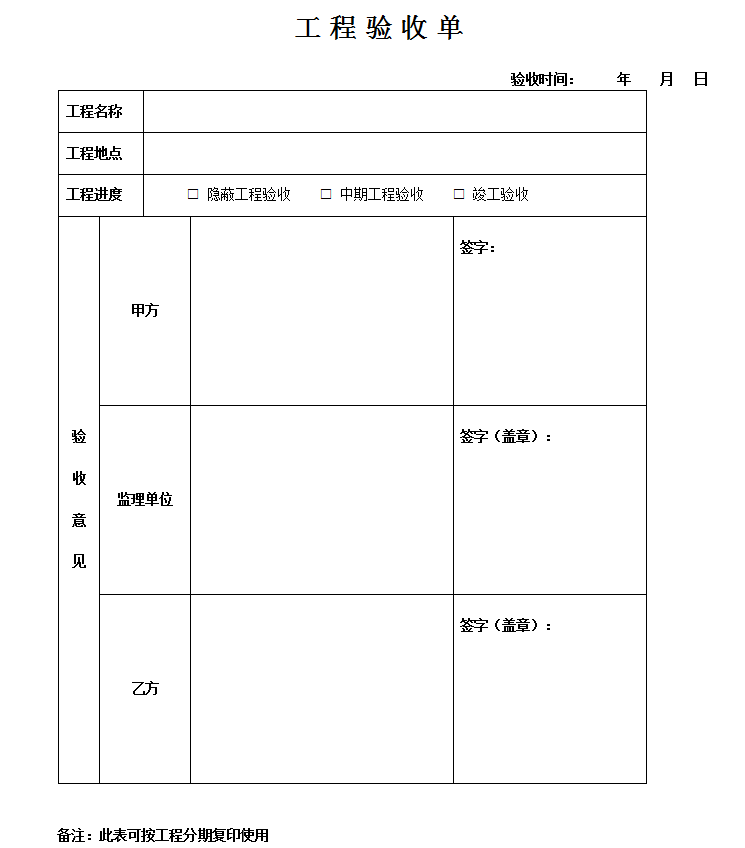 工程验收单
验收时间： 年 月 日
工程名称
工程地点
工程进度 □ 隐蔽工程验收 □ 中期工程验收 □ 竣工验收
验收意见
甲方
签字：
监理单位
签字（盖章）：
乙方
签字（盖章）：
备注：此表可按工程分期复印使用